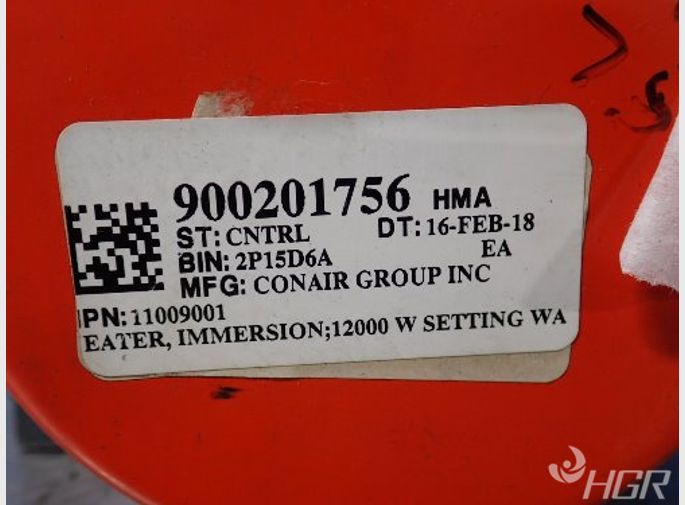 900201756 HMA
ST: CNTRL DT: 16-FEB-18
BIN: 2P15D6A EA
MFG: CONAIR GROUP INC
PN: 11009001
EATER, IMMERSION;12000 W SETTING WA
HGR